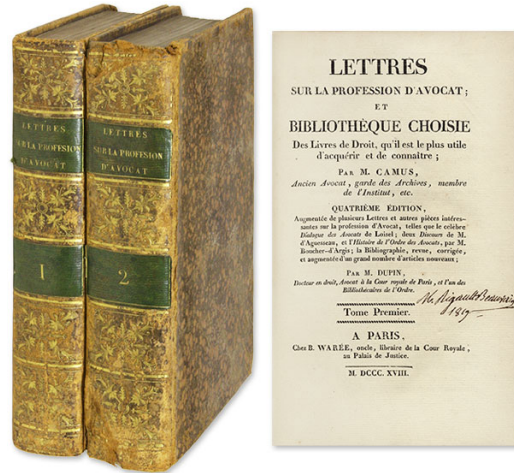 LETTRES
SUR LA PROFESSION
D'AVOCAT
1
LETTRES
SUR LA PROFESSION
D'AVOCAT
2
LETTRES
SUR LA PROFESSION D'AVOCAT ;
ET
BIBLIOTHÈQUE CHOISIE
Des Livres de Droit, qu'il est le plus utile
d'acquérir et de connaître ;
PAR M. CAMUS,
Ancien Avocat, garde des Archives, membre
de l'Institut, etc.
QUATRIÈME ÉDITION,
Augmentée de plusieurs Lettres et autres pièces intéres-
santes sur la profession d'Avocat, telles que le célèbre
Dialogue des Avocats de Loisel ; deux Discours de M.
d'Aguesseau, et l'Histoire de l'Ordre des Avocats, par M.
Boucher-d'Argis ; la Bibliographie, revue, corrigée,
et augmentée d'un grand nombre d'articles nouveaux ;
PAR M. DUPIN,
Docteur en droit, Avocat à la Cour royale de Paris, et l'un des
Bibliothécaires de l'Ordre.
Tome Premier.
A PARIS,
Chez B. WARÉE, oncle, libraire de la Cour Royale,
au Palais de Justice.
M. DCCC. XVIII.